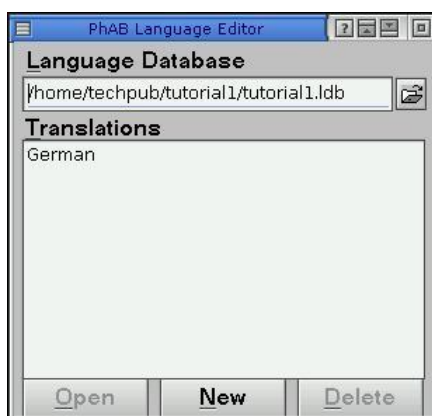 PhAB Language Editor
?
Language Database
/home/techpub/tutorial1/tutorial1.ldb
Translations
German
Open New Delete